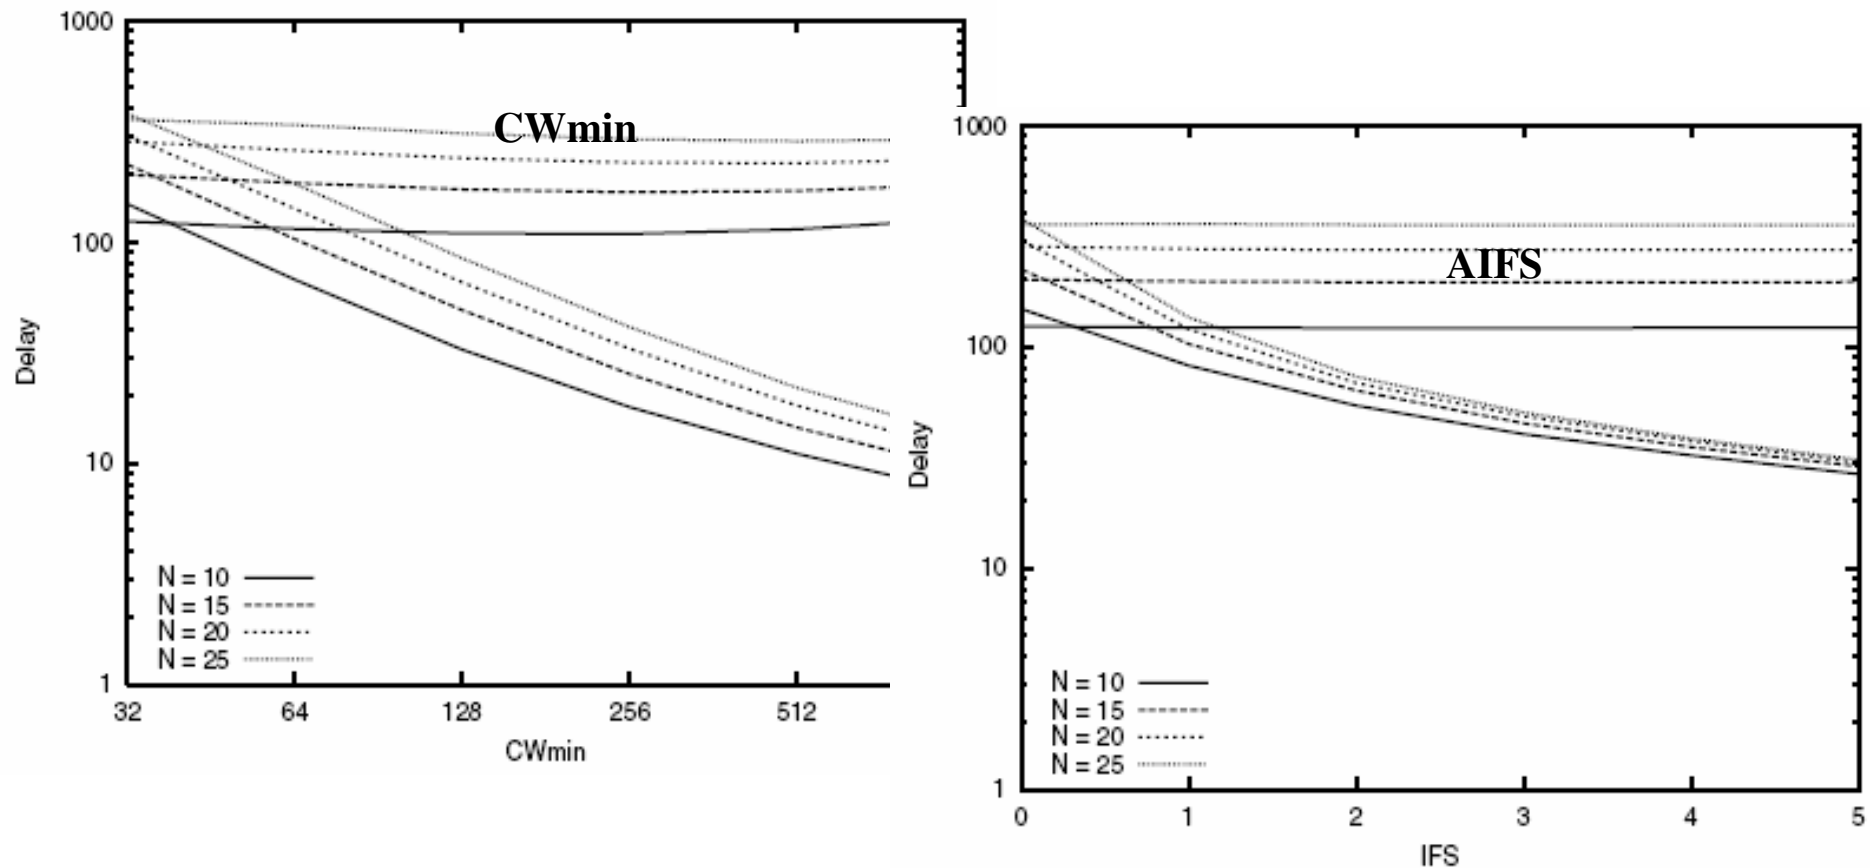 1000
100
10
1
Delay
CWmin
N = 10
N = 15
N = 20
N = 25
32 64 128 256 512
CWmin
1000
100
10
1
Delay
AIFS
N = 10
N = 15
N = 20
N = 25
0 1 2 3 4 5
IFS